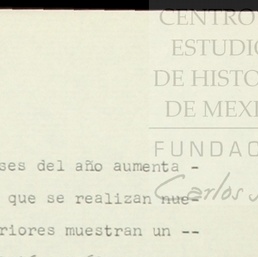 CENTRO
ESTUDIO
DE HISTO
DE MEXI
FUNDAC
Carlos
ses del año aumenta -
que se realizan nue-
riores muestran un --